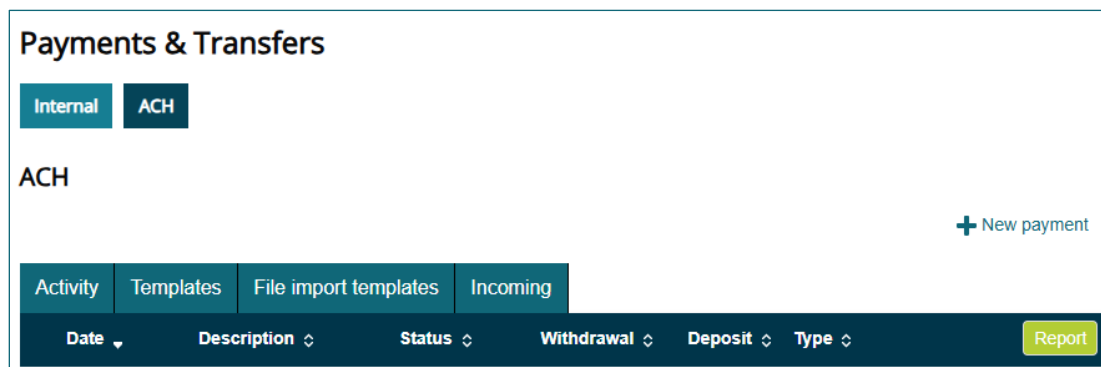 Payments & Transfers
Internal ACH
ACH
New payment
Activity Templates File import templates Incoming
Date Description Status Withdrawal Deposit Type Report